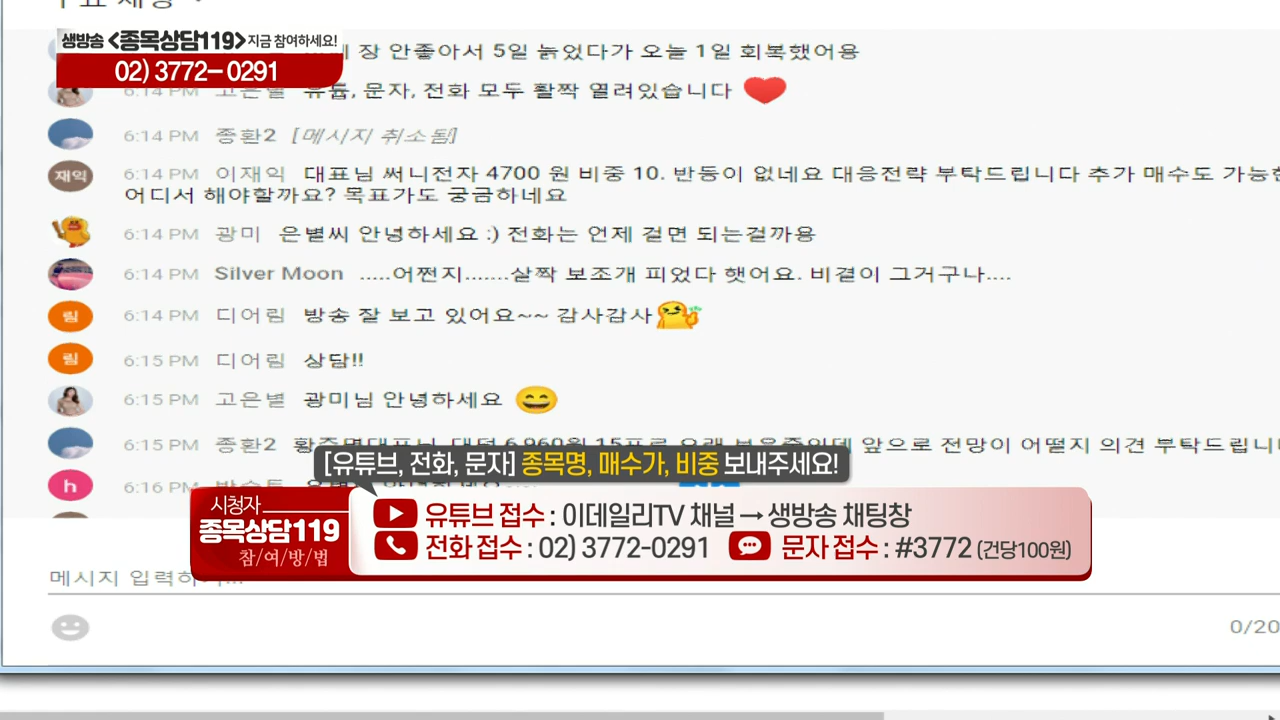 생방송 <종목상담119> 지금 참여하세요!
02) 3772-0291
장 안좋아서 5일 늙었다가 오늘 1일 회복했어용
6:14 PM 고은별 유튭, 문자, 전화 모두 활짝 열려있습니다 ❤️
6:14 PM 종환2 [메시지 취소됨]
재익 6:14 PM 이재익 대표님 써니전자 4700 원 비중 10. 반등이 없네요 대응전략 부탁드립니다 추가 매수도
어디서 해야할까요? 목표가도 궁금하네요
6:14 PM 광미 은별씨 안녕하세요 :) 전화는 언제 걸면 되는걸까용
6:14 PM Silver Moon .....어쩐지.......살짝 보조개 피었다 햇어요. 비결이 그거구나....
림 6:14 PM 디어림 방송 잘 보고 있어요~~ 감사감사
림 6:15 PM 디어림 상담!!
6:15 PM 고은별 광미님 안녕하세요 😄
6:15 PM 종환2 앞으로 전망이 어떨지 의견
h 6:16 PM
[유튜브, 전화, 문자] 종목명, 매수가, 비중 보내주세요!
시청자
종목상담119
참/여/방/법
유튜브 접수 : 이데일리TV 채널 → 생방송 채팅창
전화 접수 : 02) 3772-0291 문자 접수 : #3772 (건당100원)
메시지
0/20